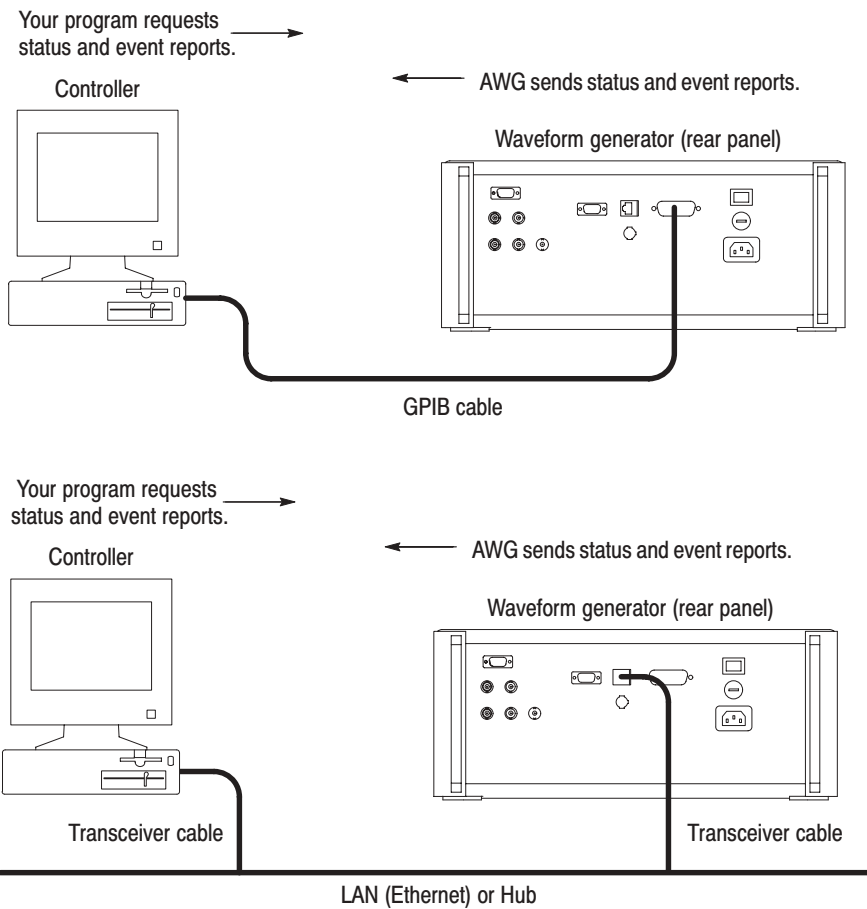 Your program requests
status and event reports.
AWG sends status and event reports.
Controller
Waveform generator (rear panel)
GPIB cable
Your program requests
status and event reports.
AWG sends status and event reports.
Controller
Waveform generator (rear panel)
Transceiver cable
Transceiver cable
LAN (Ethernet) or Hub